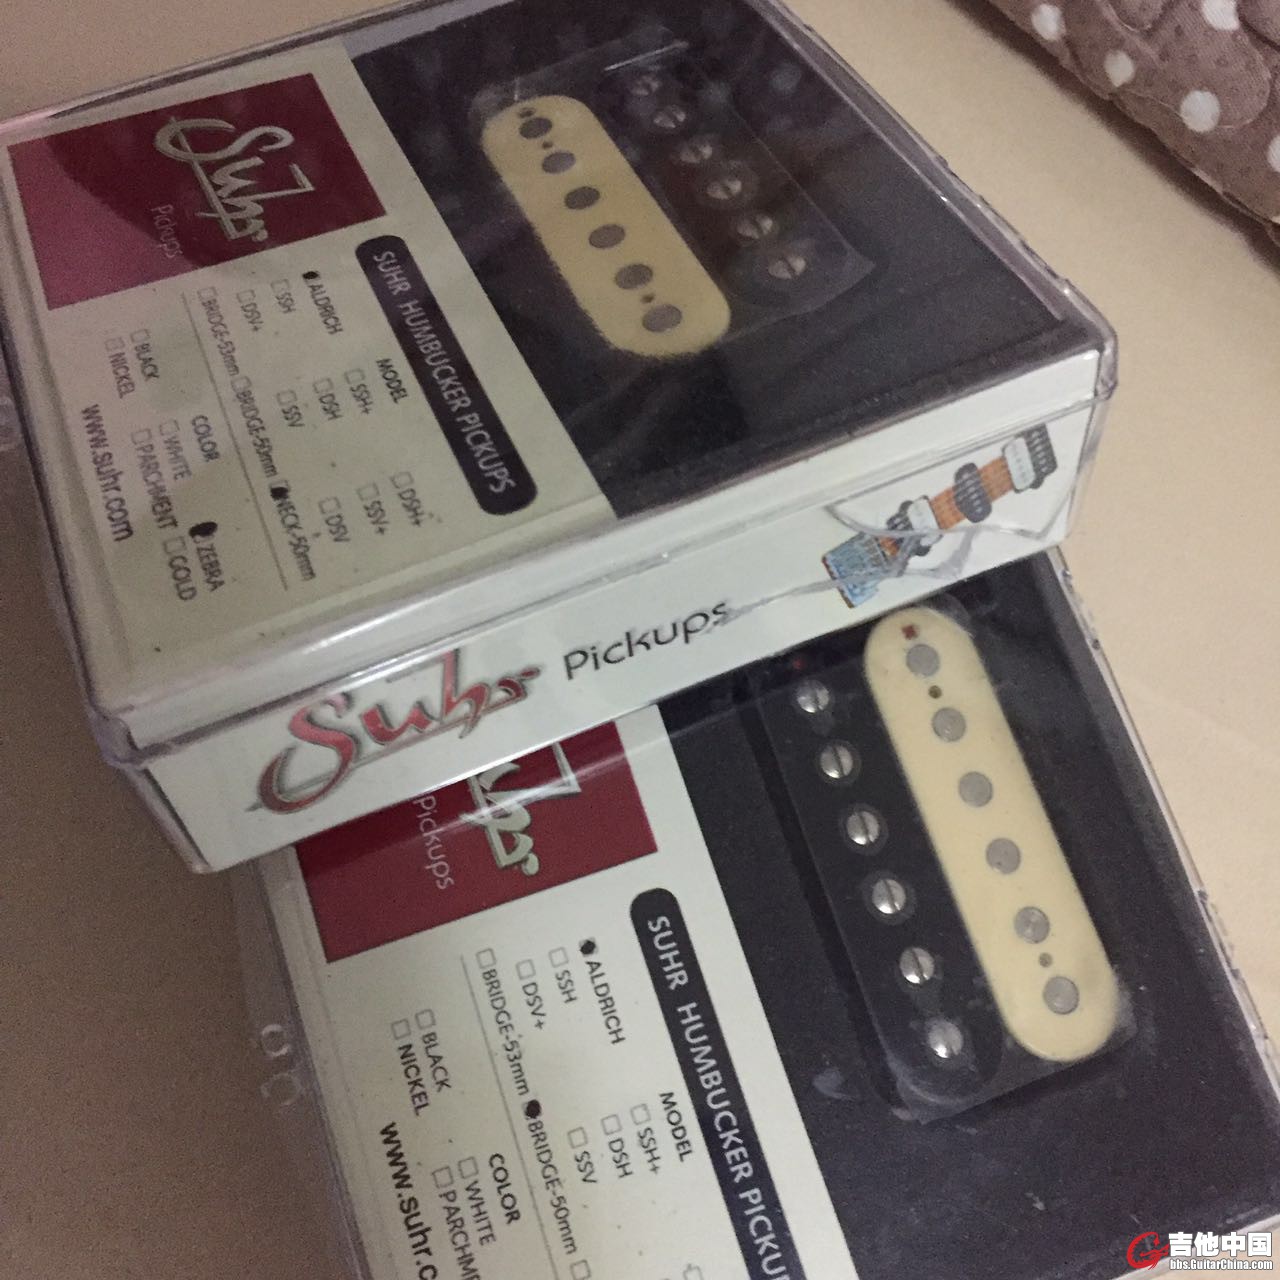 Suhr
Pickups
SUHR HUMBUCKER PICKUPS
MODEL
ALDRICH
SSH+
DSH+
SSH
DSH
SSV+
DSV+
SSV
DSV
BRIDGE-53mm
BRIDGE-50mm
NECK-50mm
COLOR
BLACK
WHITE
ZEBRA
NICKEL
PARCHMENT
GOLD
www.suhr.com
Suhr Pickups
Pickups
SUHR HUMBUCKER PICKU
MODEL
ALDRICH
SSH+
SSH
DSH
DSV+
SSV
BRIDGE-53mm
BRIDGE-50mm
COLOR
BLACK
WHITE
NICKEL
PARCHM
www.suhr.c
吉他中国
bbs.GuitarChina.com